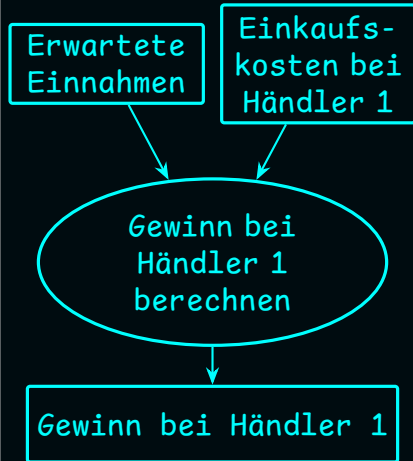 Erwartete
Einnahmen
Einkaufs-
kosten bei
Händler 1
Gewinn bei
Händler 1
berechnen
Gewinn bei Händler 1